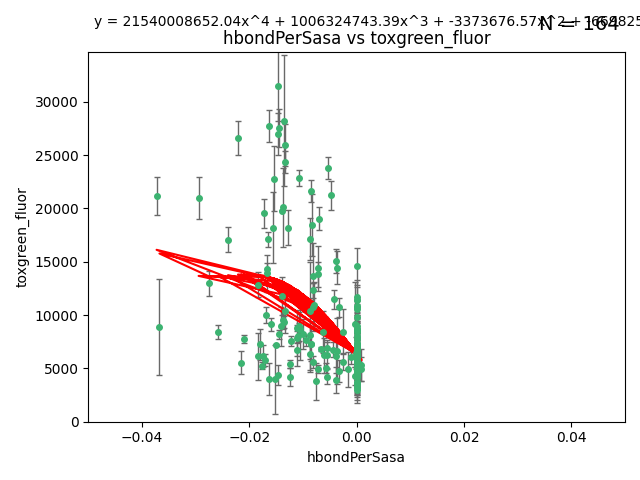 y = 21540008652.04x^4 + 1006324743.39x^3 + -3373676.57x^2 +
N = 164
hbondPerSasa vs toxgreen_fluor
30000
25000
20000
15000
10000
5000
0
toxgreen_fluor
−0.04 −0.02 0.00 0.02 0.04
hbondPerSasa